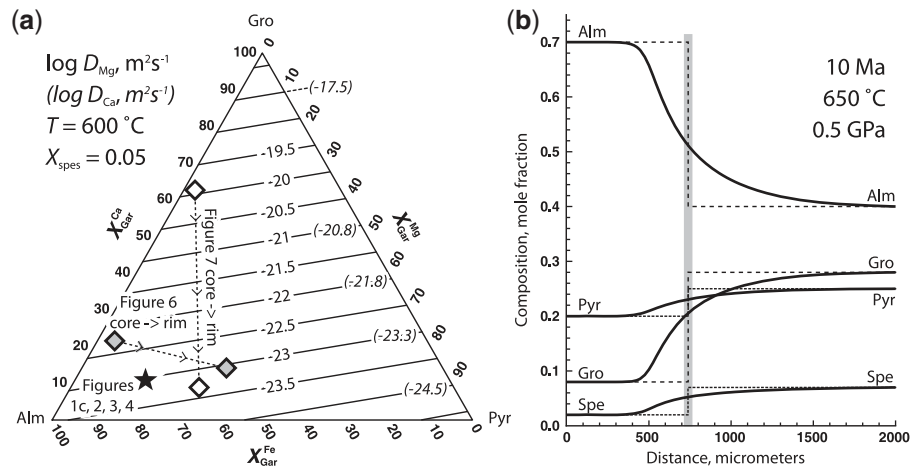 (a)
Gro
log D_Mg, m²s⁻¹
(log D_Ca, m²s⁻¹)
T = 600 ˚C
X_spes = 0.05
100
90
80
70
60
50
40
30
20
10
0
10
20
30
40
50
60
70
80
90
(-17.5)
-19.5
-20
-20.5
-21
(-20.8)
-21.5
(-21.8)
-22
-22.5
(-23.3)
-23
-23.5
(-24.5)
X_Gar^Ca
X_Gar^Mg
Figure 7 core -> rim
Figure 6
core -> rim
Figures
1c, 2, 3, 4
Alm
Pyr
100
90
80
70
60
50
40
30
20
10
0
X_Gar^Fe
(b)
Alm
10 Ma
650 ˚C
0.5 GPa
Alm
Gro
Pyr
Pyr
Gro
Spe
Spe
0.7
0.6
0.5
0.4
0.3
0.2
0.1
0.0
Composition, mole fraction
0
500
1000
1500
2000
Distance, micrometers